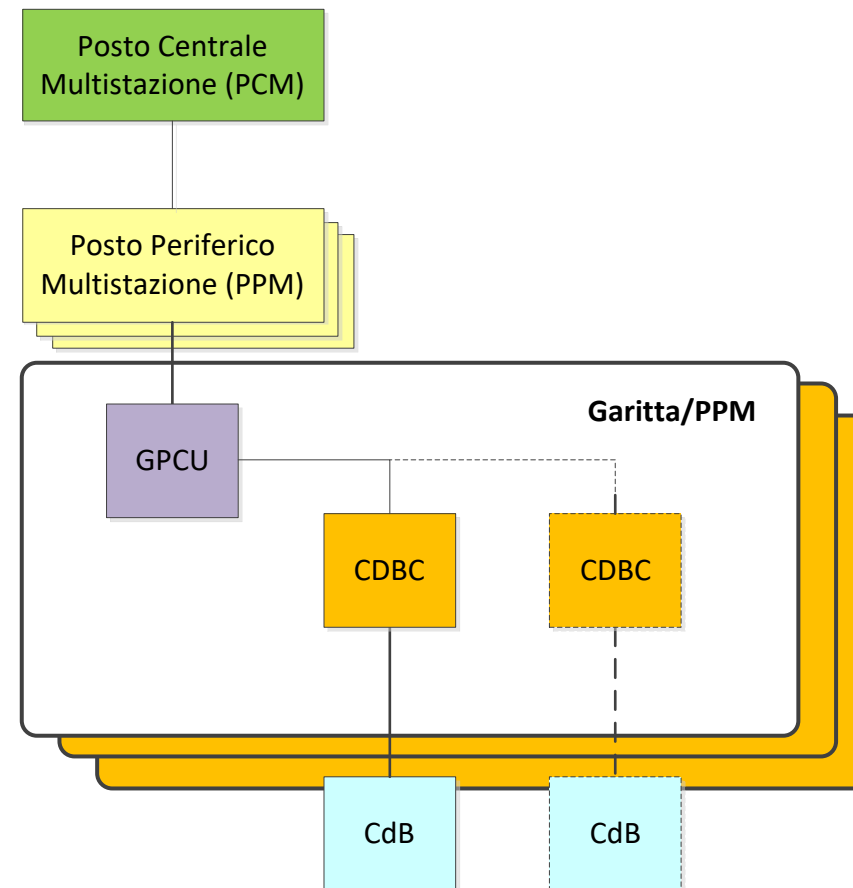 Posto Centrale
Multistazione (PCM)
Posto Periferico
Multistazione (PPM)
Garitta/PPM
GPCU
CDBC
CDBC
CdB
CdB